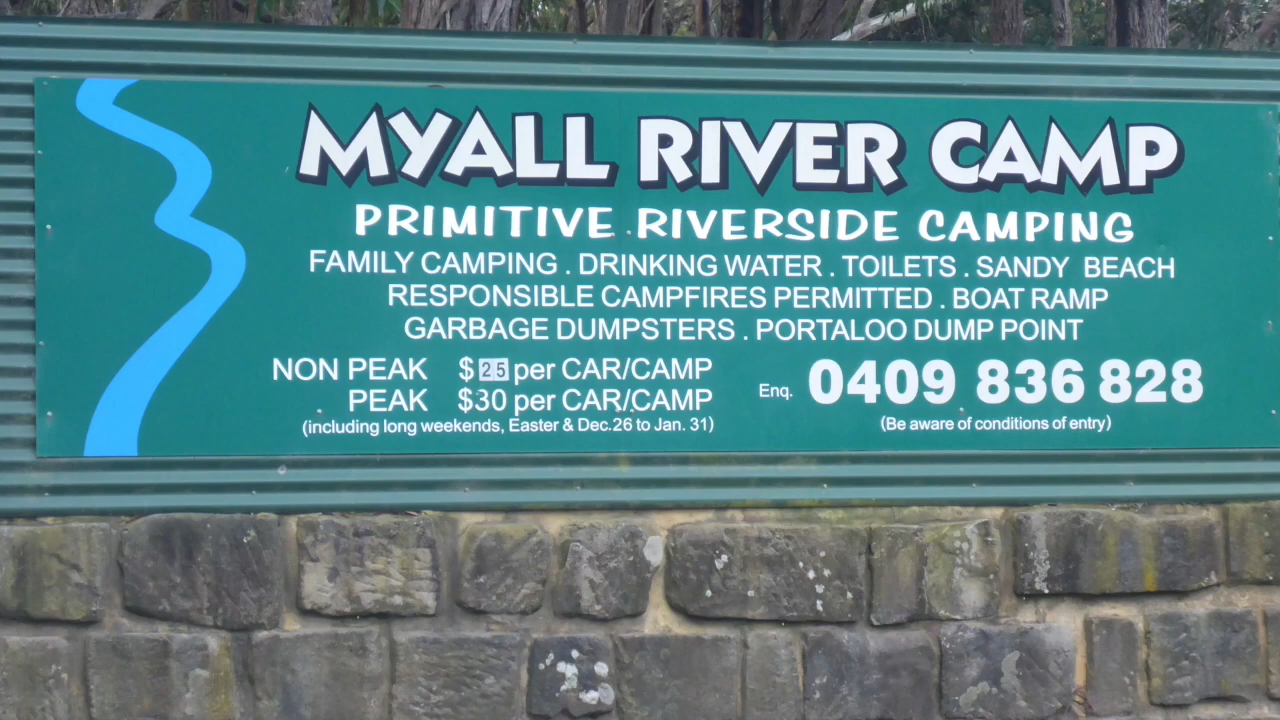 MYALL RIVER CAMP
PRIMITIVE RIVERSIDE CAMPING
FAMILY CAMPING . DRINKING WATER . TOILETS . SANDY BEACH
RESPONSIBLE CAMPFIRES PERMITTED . BOAT RAMP
GARBAGE DUMPSTERS . PORTALOO DUMP POINT
NON PEAK $25 per CAR/CAMP
PEAK $30 per CAR/CAMP
(including long weekends, Easter & Dec.26 to Jan. 31)
Enq. 0409 836 828
(Be aware of conditions of entry)